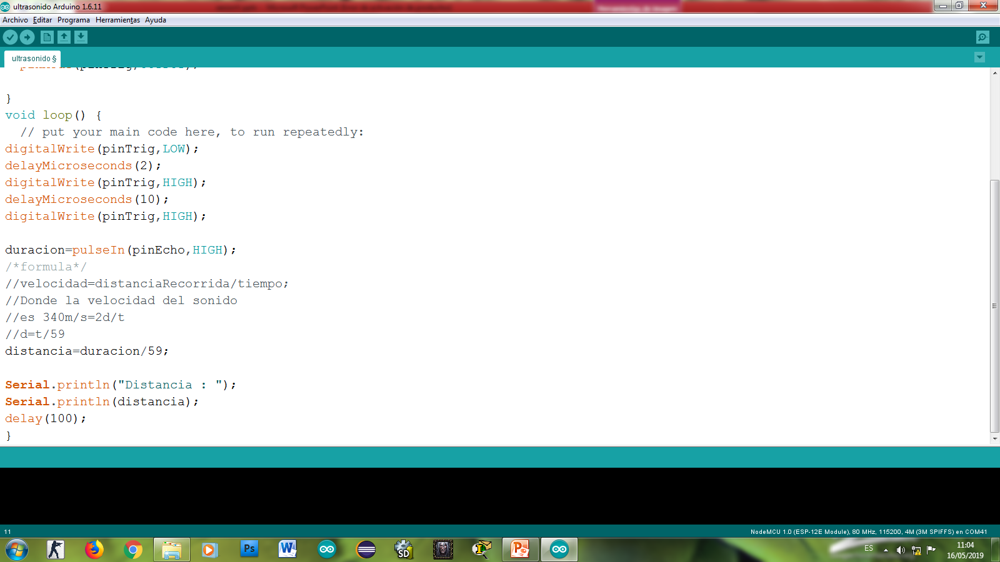 ultrasonido Arduino 1.6.11
Archivo Editar Programa Herramientas Ayuda
ultrasonido §
}
void loop() {
  // put your main code here, to run repeatedly:
digitalWrite(pinTrig,LOW);
delayMicroseconds(2);
digitalWrite(pinTrig,HIGH);
delayMicroseconds(10);
digitalWrite(pinTrig,HIGH);
duracion=pulseIn(pinEcho,HIGH);
/*formula*/
//velocidad=distanciaRecorrida/tiempo;
//Donde la velocidad del sonido
//es 340m/s=2d/t
//d=t/59
distancia=duracion/59;
Serial.println("Distancia : ");
Serial.println(distancia);
delay(100);
}
11
NodeMCU 1.0 (ESP-12E Module), 80 MHz, 115200, 4M (3M SPIFFS) en COM41
Ps
W
SD
P
ES
11:04
16/05/2019